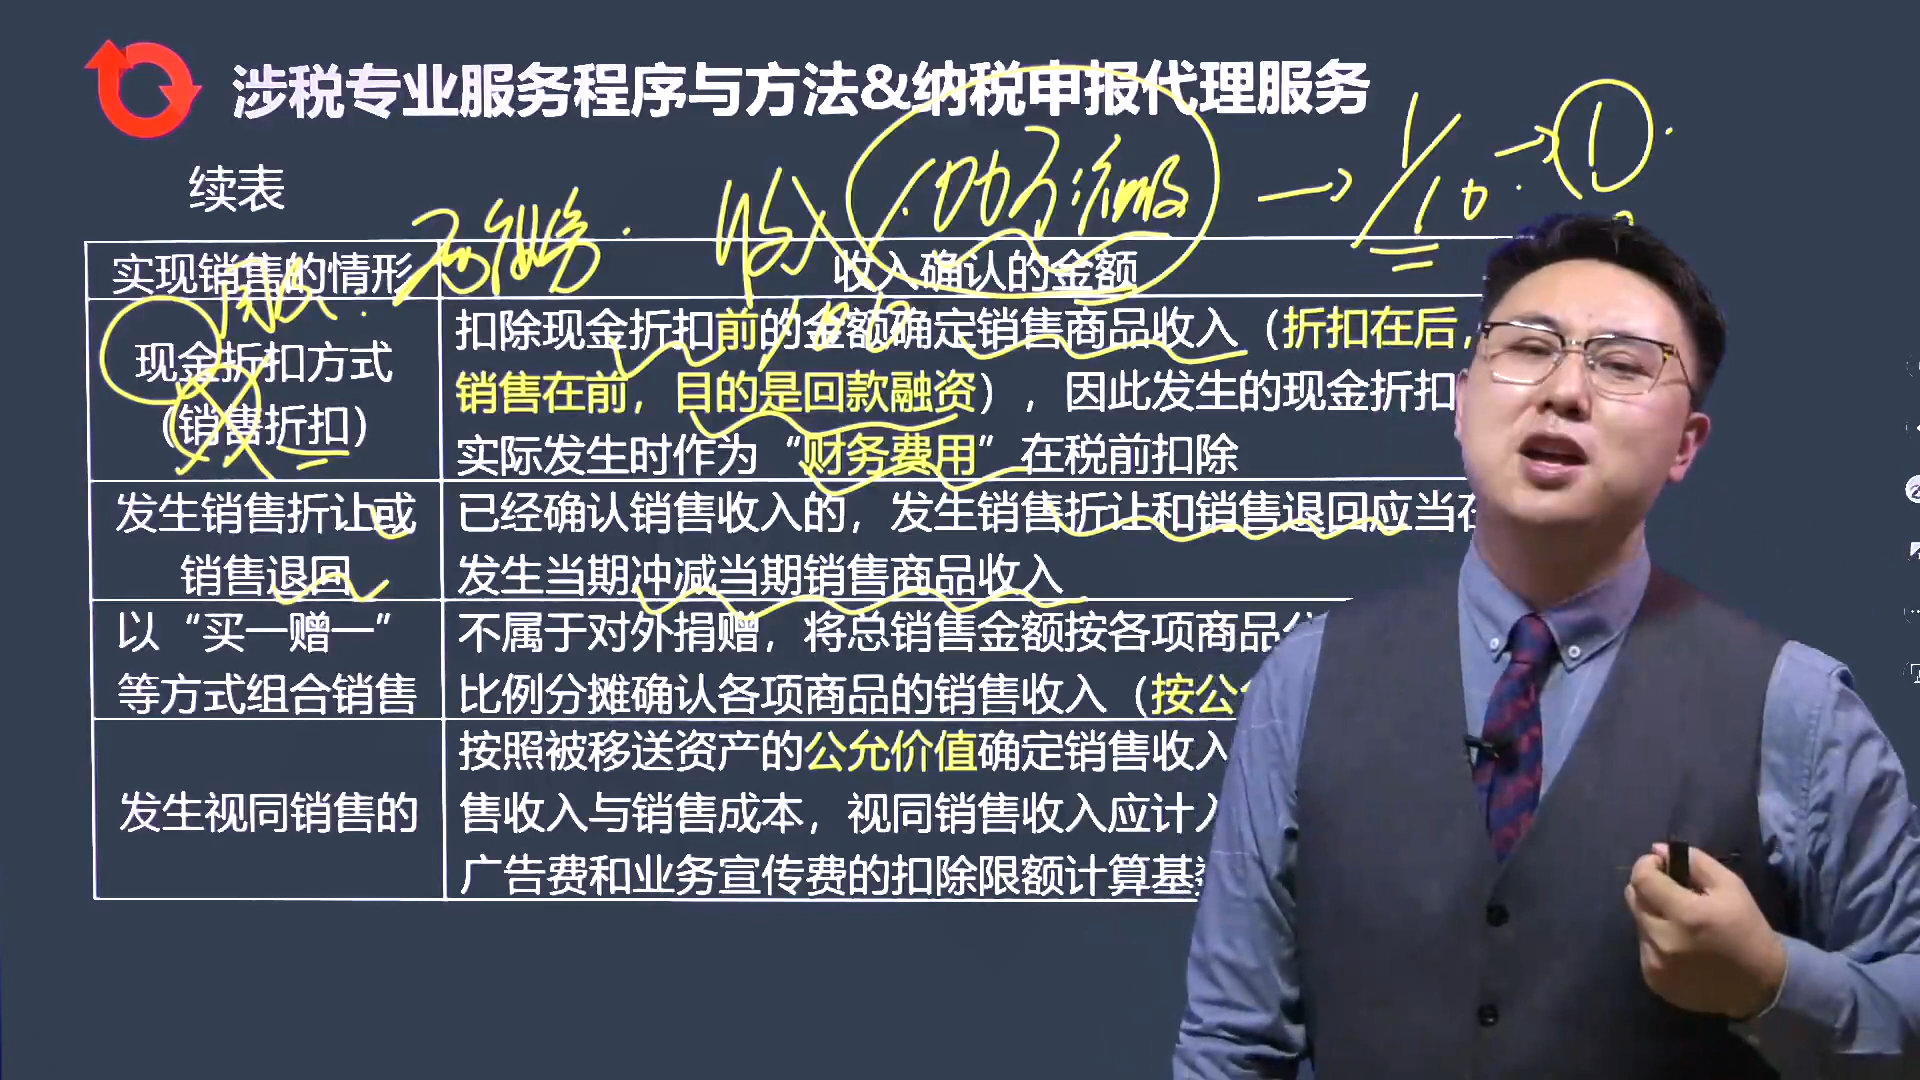 涉税专业服务程序与方法&纳税申报代理服务
续表
收入
1/10 → 1
实现销售的情形
收入确认的金额
现金折扣方式
(销售折扣)
扣除现金折扣前的金额确定销售商品收入（折扣在后，
销售在前，目的是回款融资），因此发生的现金折扣
实际发生时作为“财务费用”在税前扣除
发生销售折让或
销售退回
已经确认销售收入的，发生销售折让和销售退回应当在
发生当期冲减当期销售商品收入
以“买一赠一”
等方式组合销售
不属于对外捐赠，将总销售金额按各项商品
比例分摊确认各项商品的销售收入（按公
发生视同销售的
按照被移送资产的公允价值确定销售收入
售收入与销售成本，视同销售收入应计入
广告费和业务宣传费的扣除限额计算基